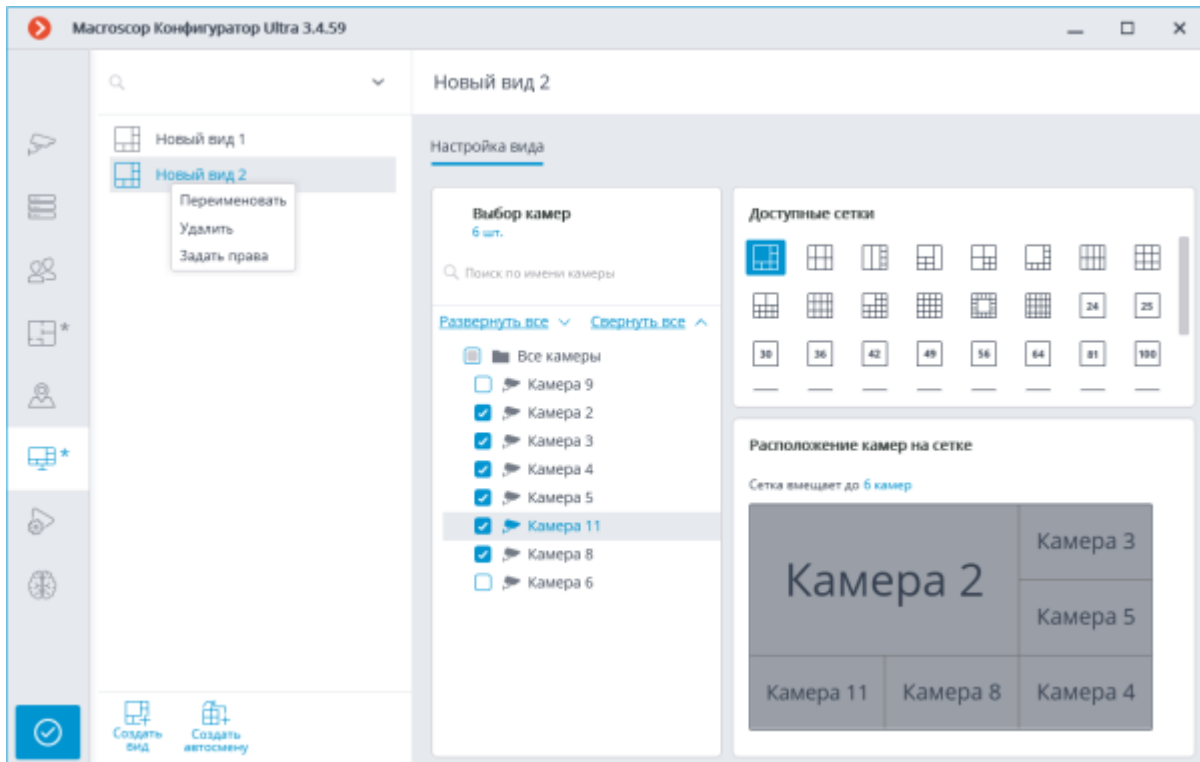 Macroscop Конфигуратор Ultra 3.4.59
Новый вид 1
Новый вид 2
Переименовать
Удалить
Задать права
Создать вид
Создать автосмену
Новый вид 2
Настройка вида
Выбор камер
6 шт.
Поиск по имени камеры
Развернуть все Свернуть все
Все камеры
Камера 9
Камера 2
Камера 3
Камера 4
Камера 5
Камера 11
Камера 8
Камера 6
Доступные сетки
24 25
30 36 42 49 56 64 81 100
Расположение камер на сетке
Сетка вмещает до 6 камер
Камера 2
Камера 3
Камера 5
Камера 11 Камера 8 Камера 4